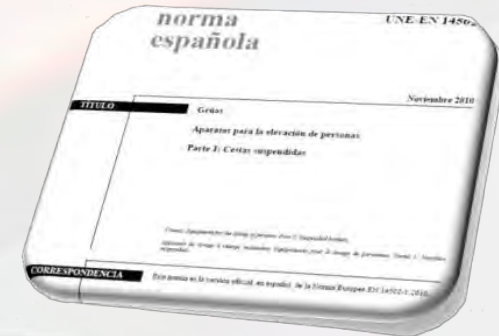 norma
española
UNE-EN 14502
Noviembre 2010
TÍTULO
Grúas
Aparatos para la elevación de personas
Parte 1: Cestas suspendidas
CORRESPONDENCIA
Esta norma es la versión oficial, en español, de la Norma Europea EN 14502-1:2010.